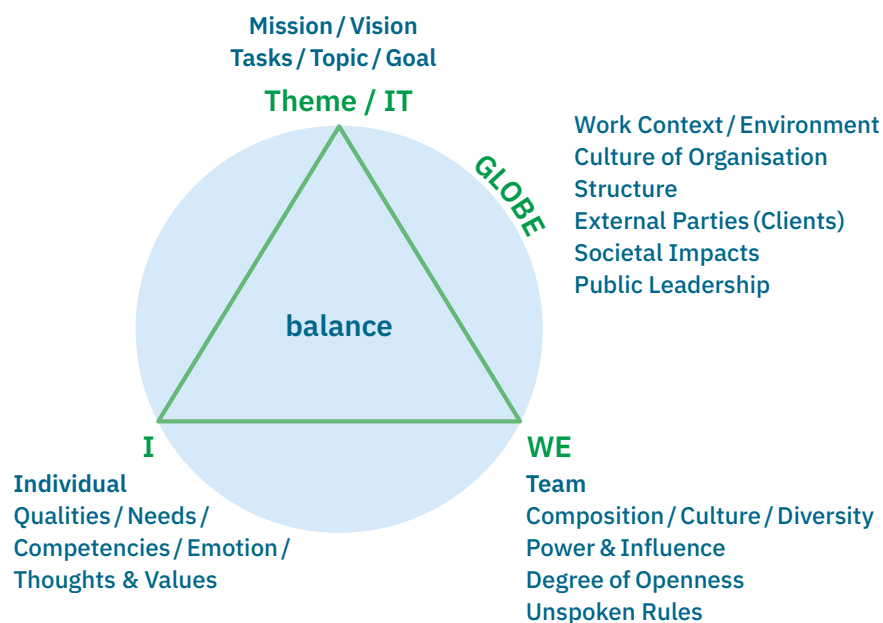 Mission / Vision
Tasks / Topic / Goal
Theme / IT
GLOBE
Work Context / Environment
Culture of Organisation
Structure
External Parties (Clients)
Societal Impacts
Public Leadership
balance
I
Individual
Qualities / Needs /
Competencies / Emotion /
Thoughts & Values
WE
Team
Composition / Culture / Diversity
Power & Influence
Degree of Openness
Unspoken Rules